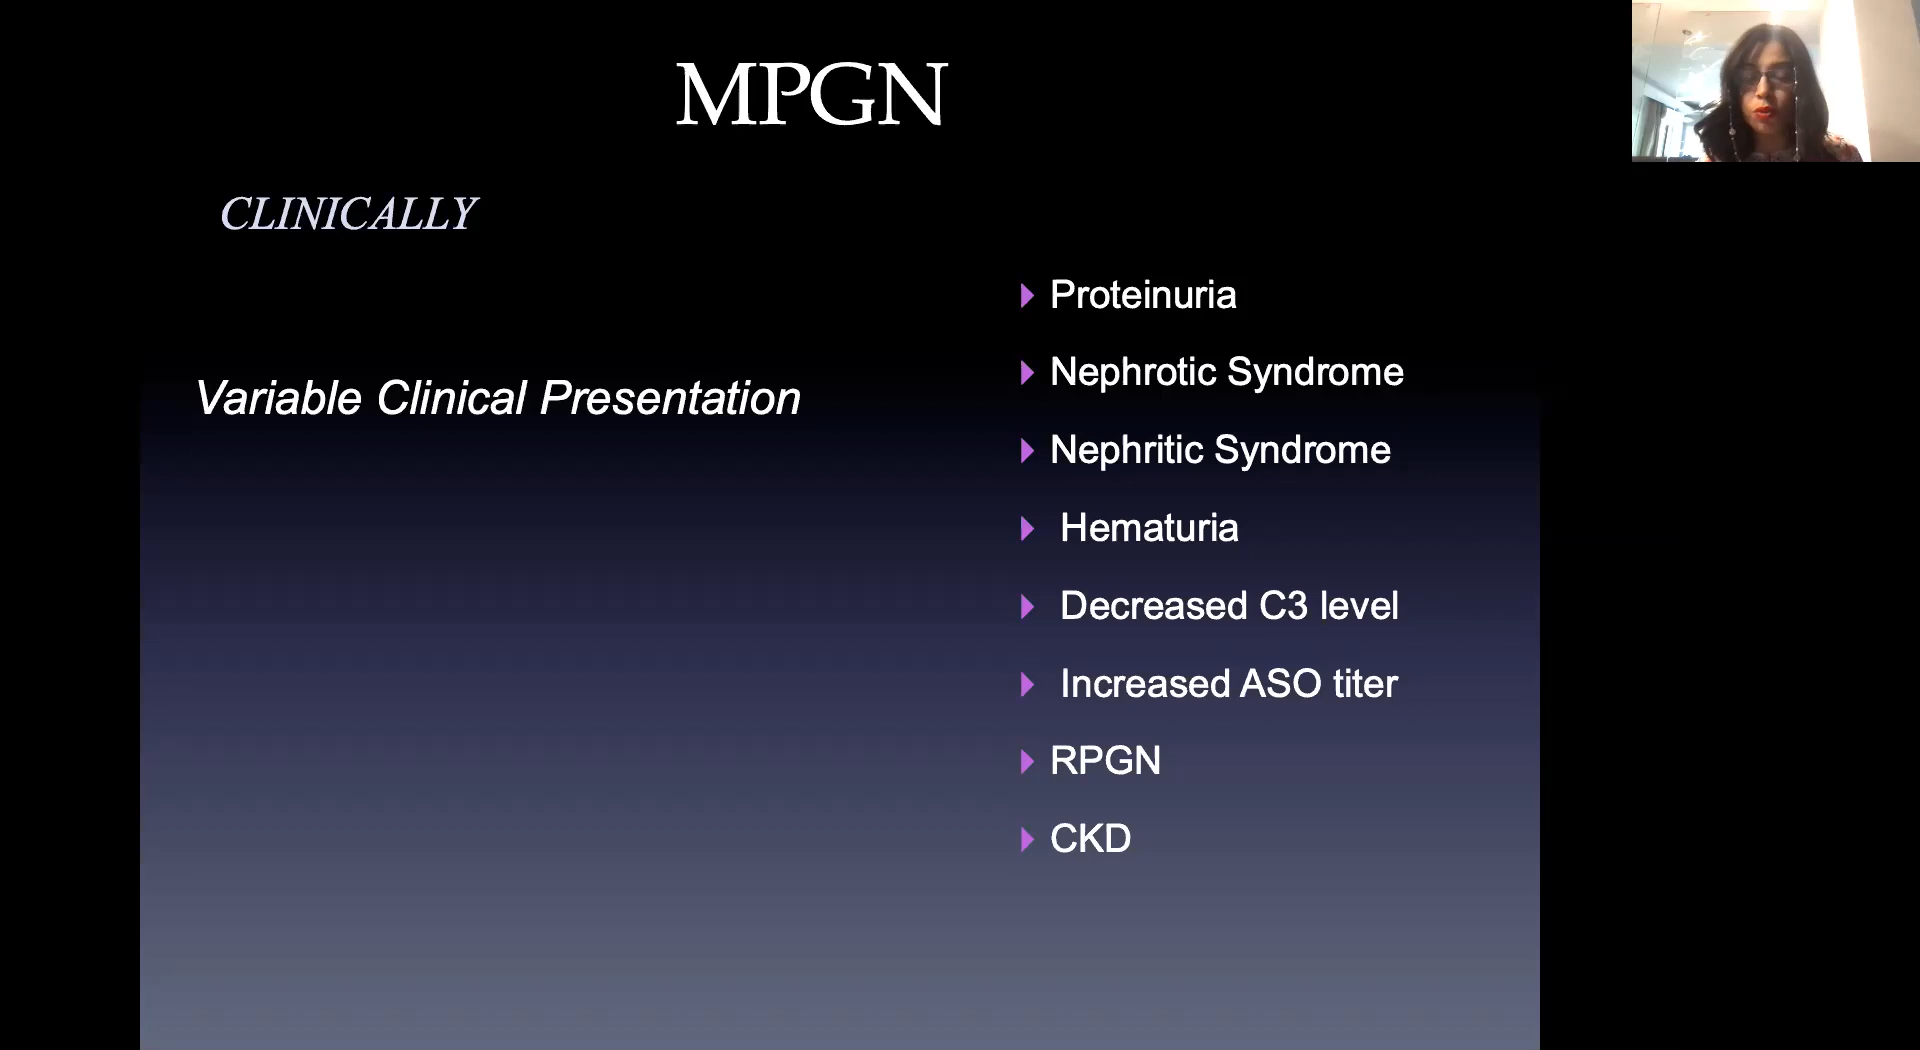 MPGN
CLINICALLY
Variable Clinical Presentation
Proteinuria
Nephrotic Syndrome
Nephritic Syndrome
Hematuria
Decreased C3 level
Increased ASO titer
RPGN
CKD